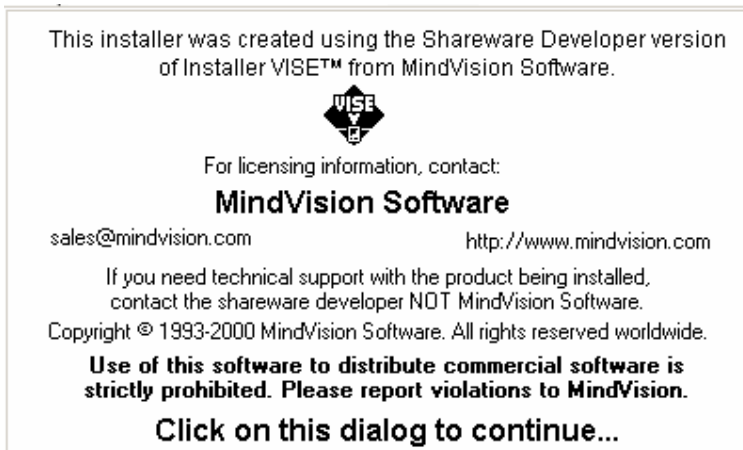 This installer was created using the Shareware Developer version
of Installer VISE™ from MindVision Software.
VISE
For licensing information, contact:
MindVision Software
sales@mindvision.com
http://www.mindvision.com
If you need technical support with the product being installed,
contact the shareware developer NOT MindVision Software.
Copyright © 1993-2000 MindVision Software. All rights reserved worldwide.
Use of this software to distribute commercial software is
strictly prohibited. Please report violations to MindVision.
Click on this dialog to continue...